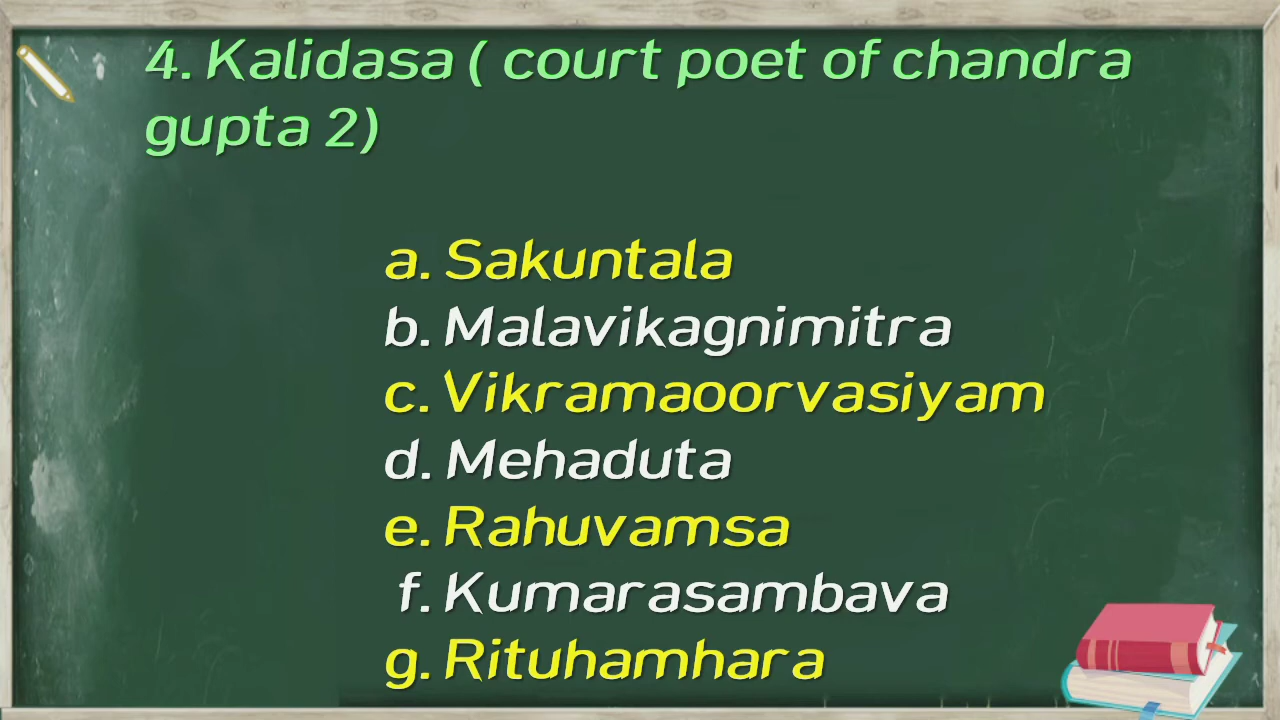 4. Kalidasa ( court poet of chandra
gupta 2)
a. Sakuntala
b. Malavikagnimitra
c. Vikramaoorvasiyam
d. Mehaduta
e. Rahuvamsa
f. Kumarasambava
g. Rituhamhara